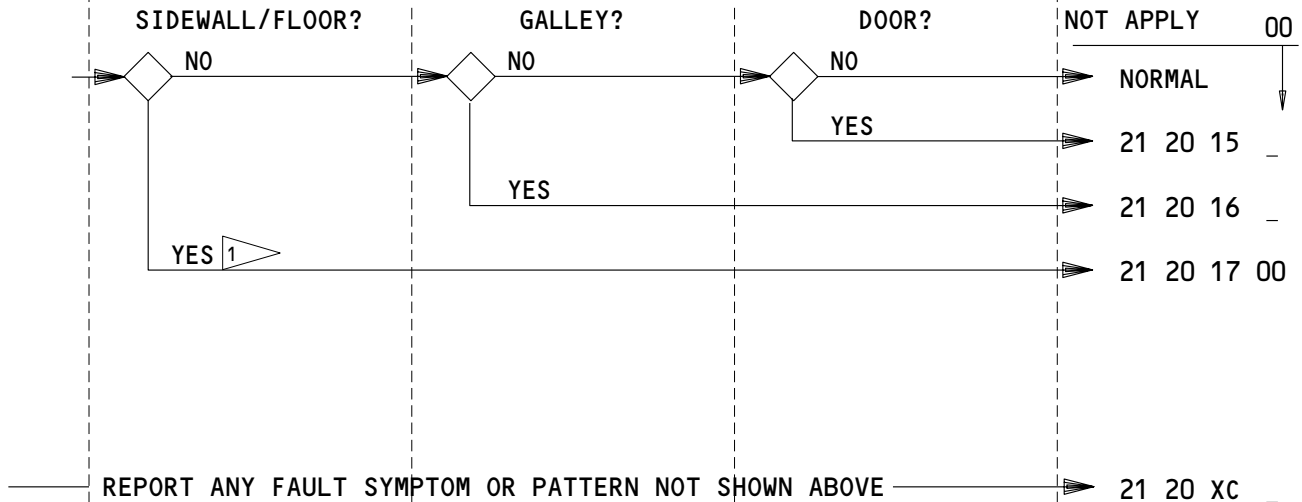 SIDEWALL/FLOOR? GALLEY? DOOR? NOT APPLY 00
NO NO NO NORMAL
YES 21 20 15 _
YES 21 20 16 _
YES 1 21 20 17 00
REPORT ANY FAULT SYMPTOM OR PATTERN NOT SHOWN ABOVE 21 20 XC _